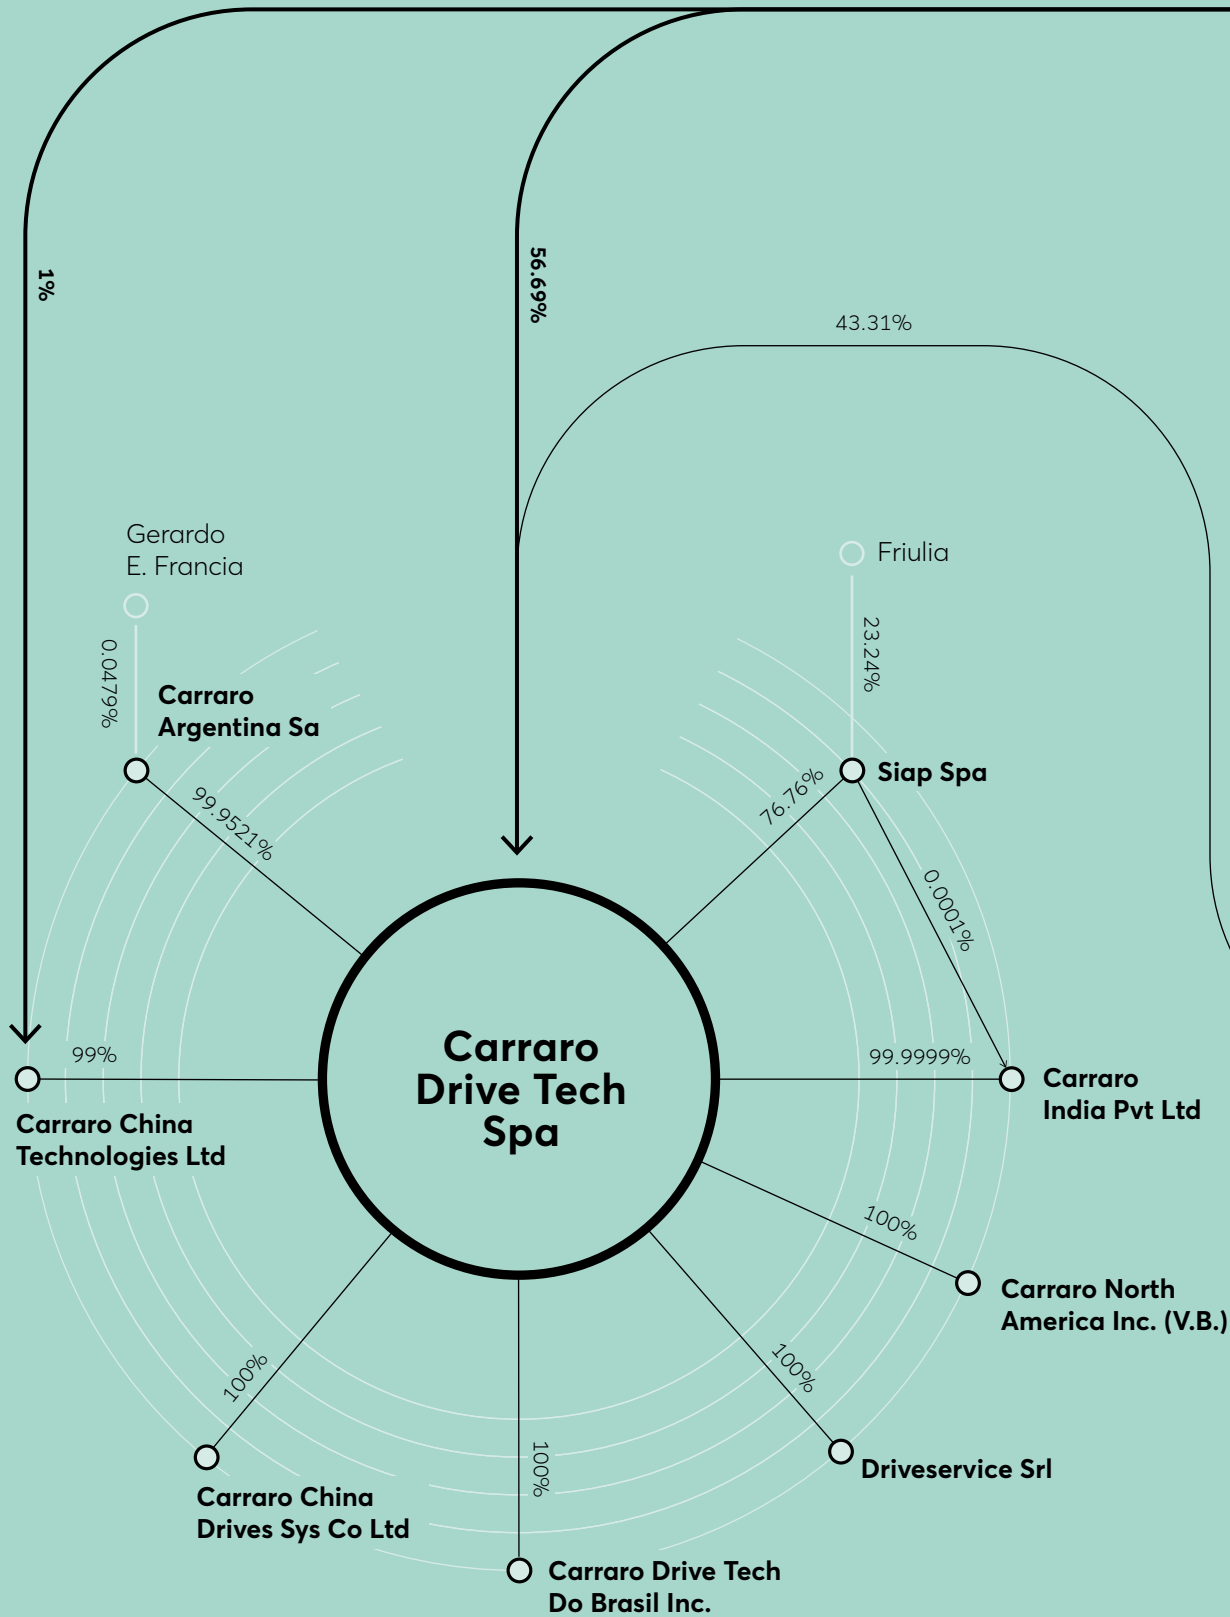 1%
56.69%
43.31%
Gerardo
E. Francia
Friulia
0.0479%
23.24%
Carraro
Argentina Sa
Siap Spa
99.9521%
76.76%
0.0001%
Carraro
Drive Tech
Spa
99%
99.9999%
Carraro
India Pvt Ltd
Carraro China
Technologies Ltd
100%
Carraro North
America Inc. (V.B.)
100%
100%
100%
Driveservice Srl
Carraro China
Drives Sys Co Ltd
Carraro Drive Tech
Do Brasil Inc.